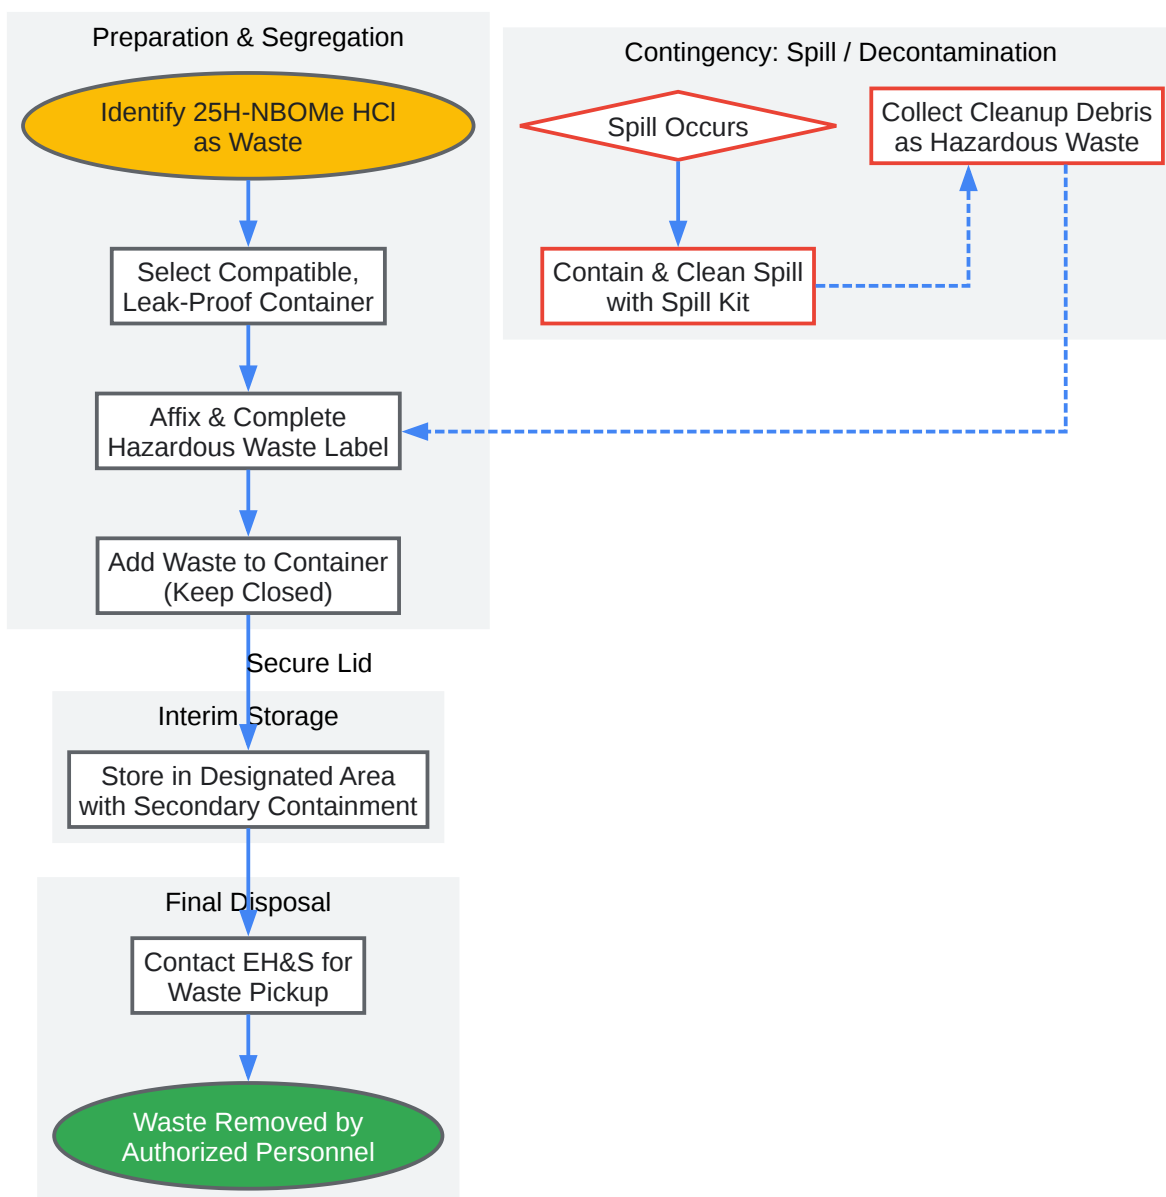 Preparation & Segregation
Identify 25H-NBOMe HCl
as Waste
Select Compatible,
Leak-Proof Container
Affix & Complete
Hazardous Waste Label
Add Waste to Container
(Keep Closed)
Secure Lid
Interim Storage
Store in Designated Area
with Secondary Containment
Final Disposal
Contact EH&S for
Waste Pickup
Waste Removed by
Authorized Personnel
Contingency: Spill / Decontamination
Spill Occurs
Contain & Clean Spill
with Spill Kit
Collect Cleanup Debris
as Hazardous Waste